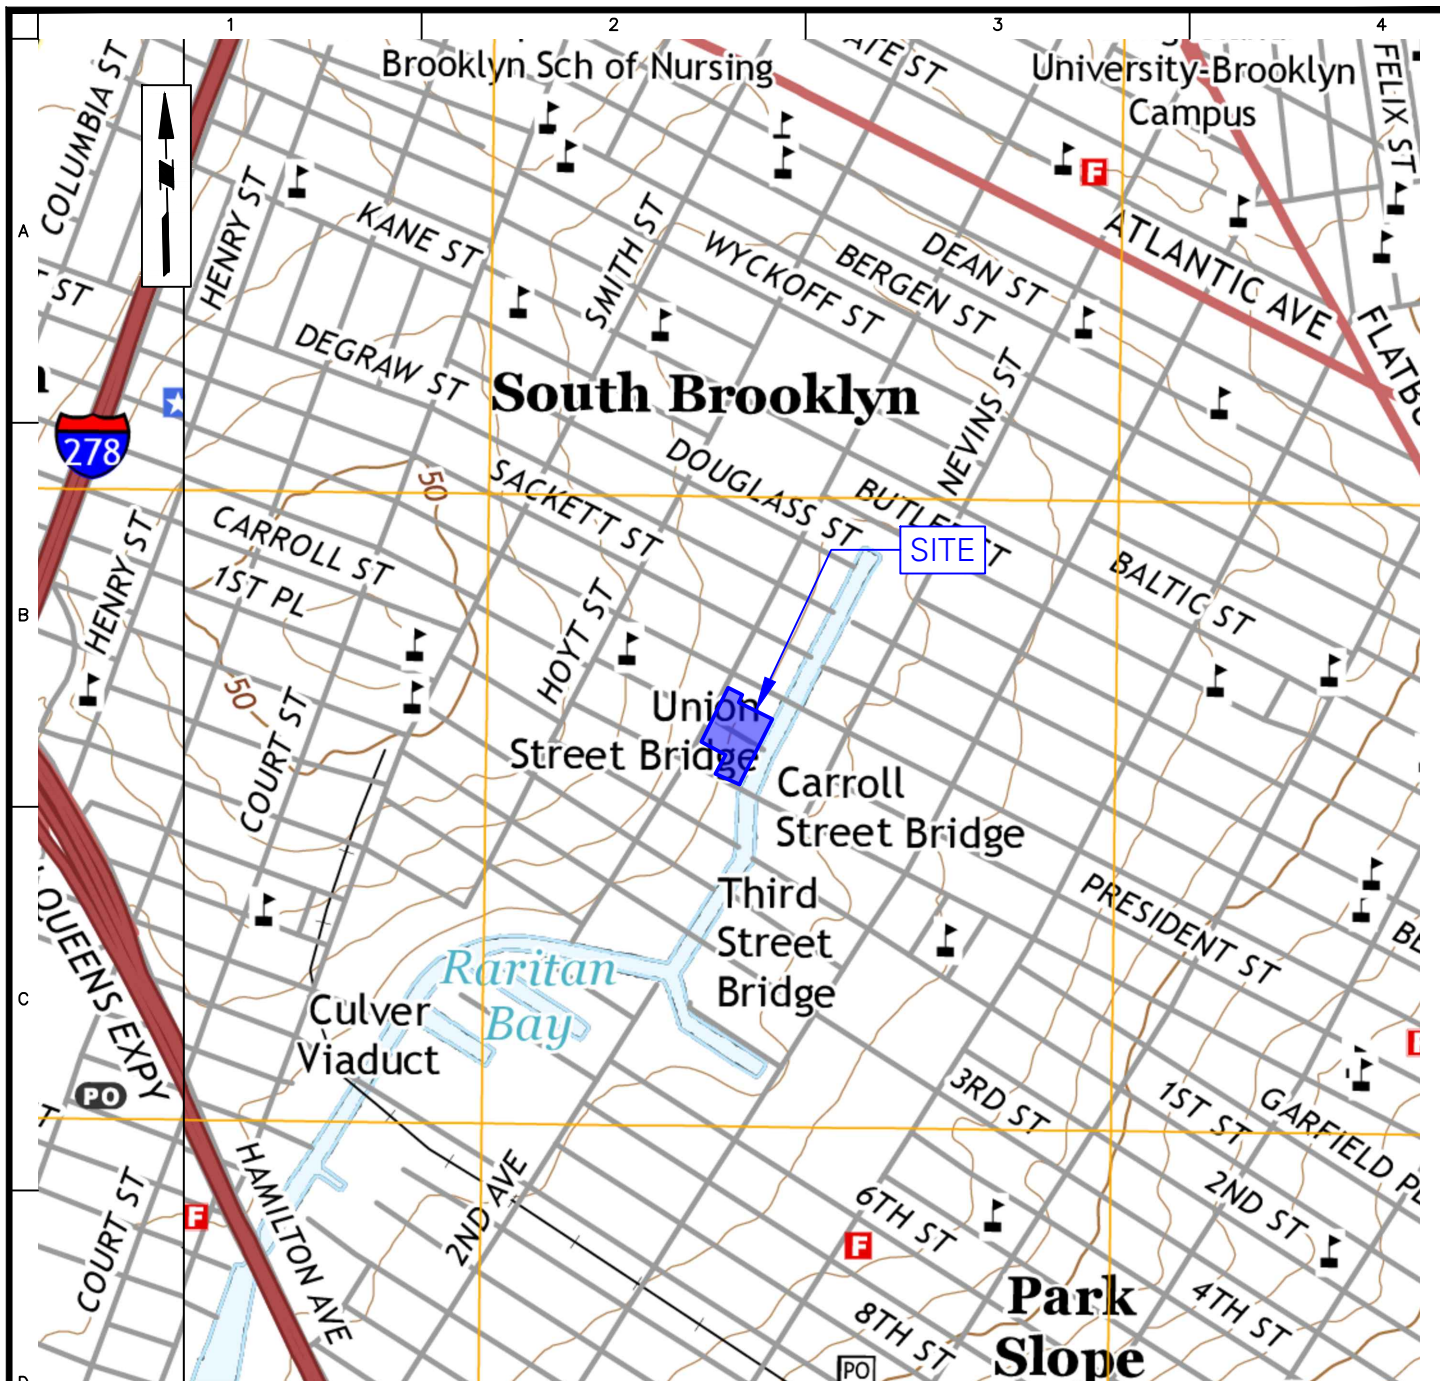 1
2
3
4
A
B
C
Brooklyn Sch of Nursing
ATE ST
University-Brooklyn
Campus
FELIX ST
COLUMBIA ST
HENRY ST
KANE ST
SMITH ST
WYCKOFF ST
BERGEN ST
DEAN ST
ATLANTIC AVE
FLATBU
F
ST
DEGRAW ST
South Brooklyn
NEVINS ST
278
50
SACKETT ST
DOUGLASS ST
BUTLER ST
SITE
BALTIC ST
CARROLL ST
1ST PL
HENRY ST
HOYT ST
50
COURT ST
Union
Street Bridge
Carroll
Street Bridge
Third
Street
Bridge
PRESIDENT ST
QUEENS EXPY
Raritan
Bay
Culver
Viaduct
PO
3RD ST
1ST ST
GARFIELD PL
2ND ST
4TH ST
6TH ST
8TH ST
2ND AVE
HAMILTON AVE
COURT ST
F
F
PO
Park
Slope